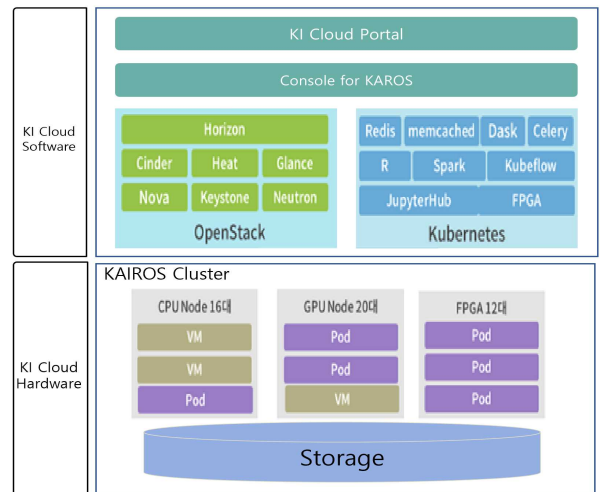 KI Cloud Portal
Console for KAROS
KI Cloud
Software
Horizon
Cinder Heat Glance
Nova Keystone Neutron
OpenStack
Redis memcached Dask Celery
R Spark Kubeflow
JupyterHub FPGA
Kubernetes
KAIROS Cluster
KI Cloud
Hardware
CPU Node 16대
VM
VM
Pod
GPU Node 20대
Pod
Pod
VM
FPGA 12대
Pod
Pod
Pod
Storage